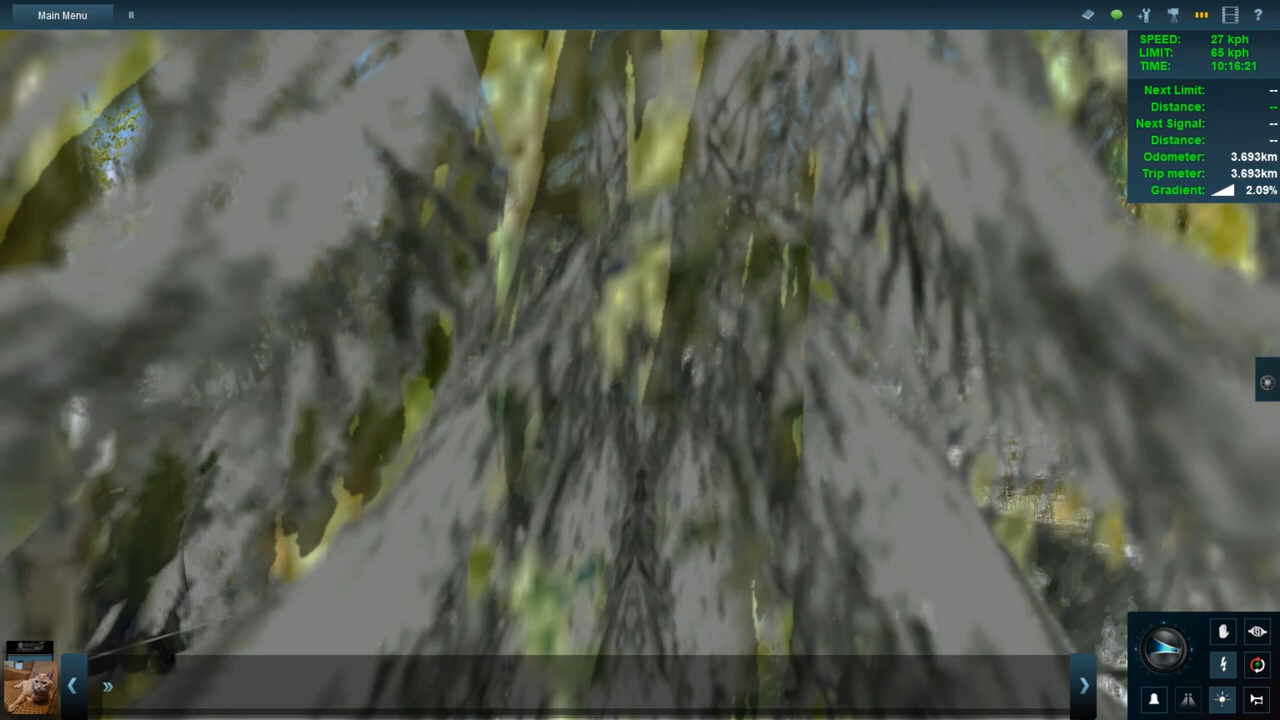 Main Menu
?
SPEED: 27 kph
LIMIT: 65 kph
TIME: 10:16:21
Next Limit: --
Distance: --
Next Signal: --
Distance: --
Odometer: 3.693km
Trip meter: 3.693km
Gradient: 2.09%